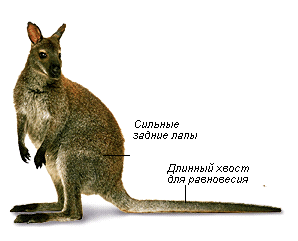 Сильные
задние лапы
Длинный хвост
для равновесия